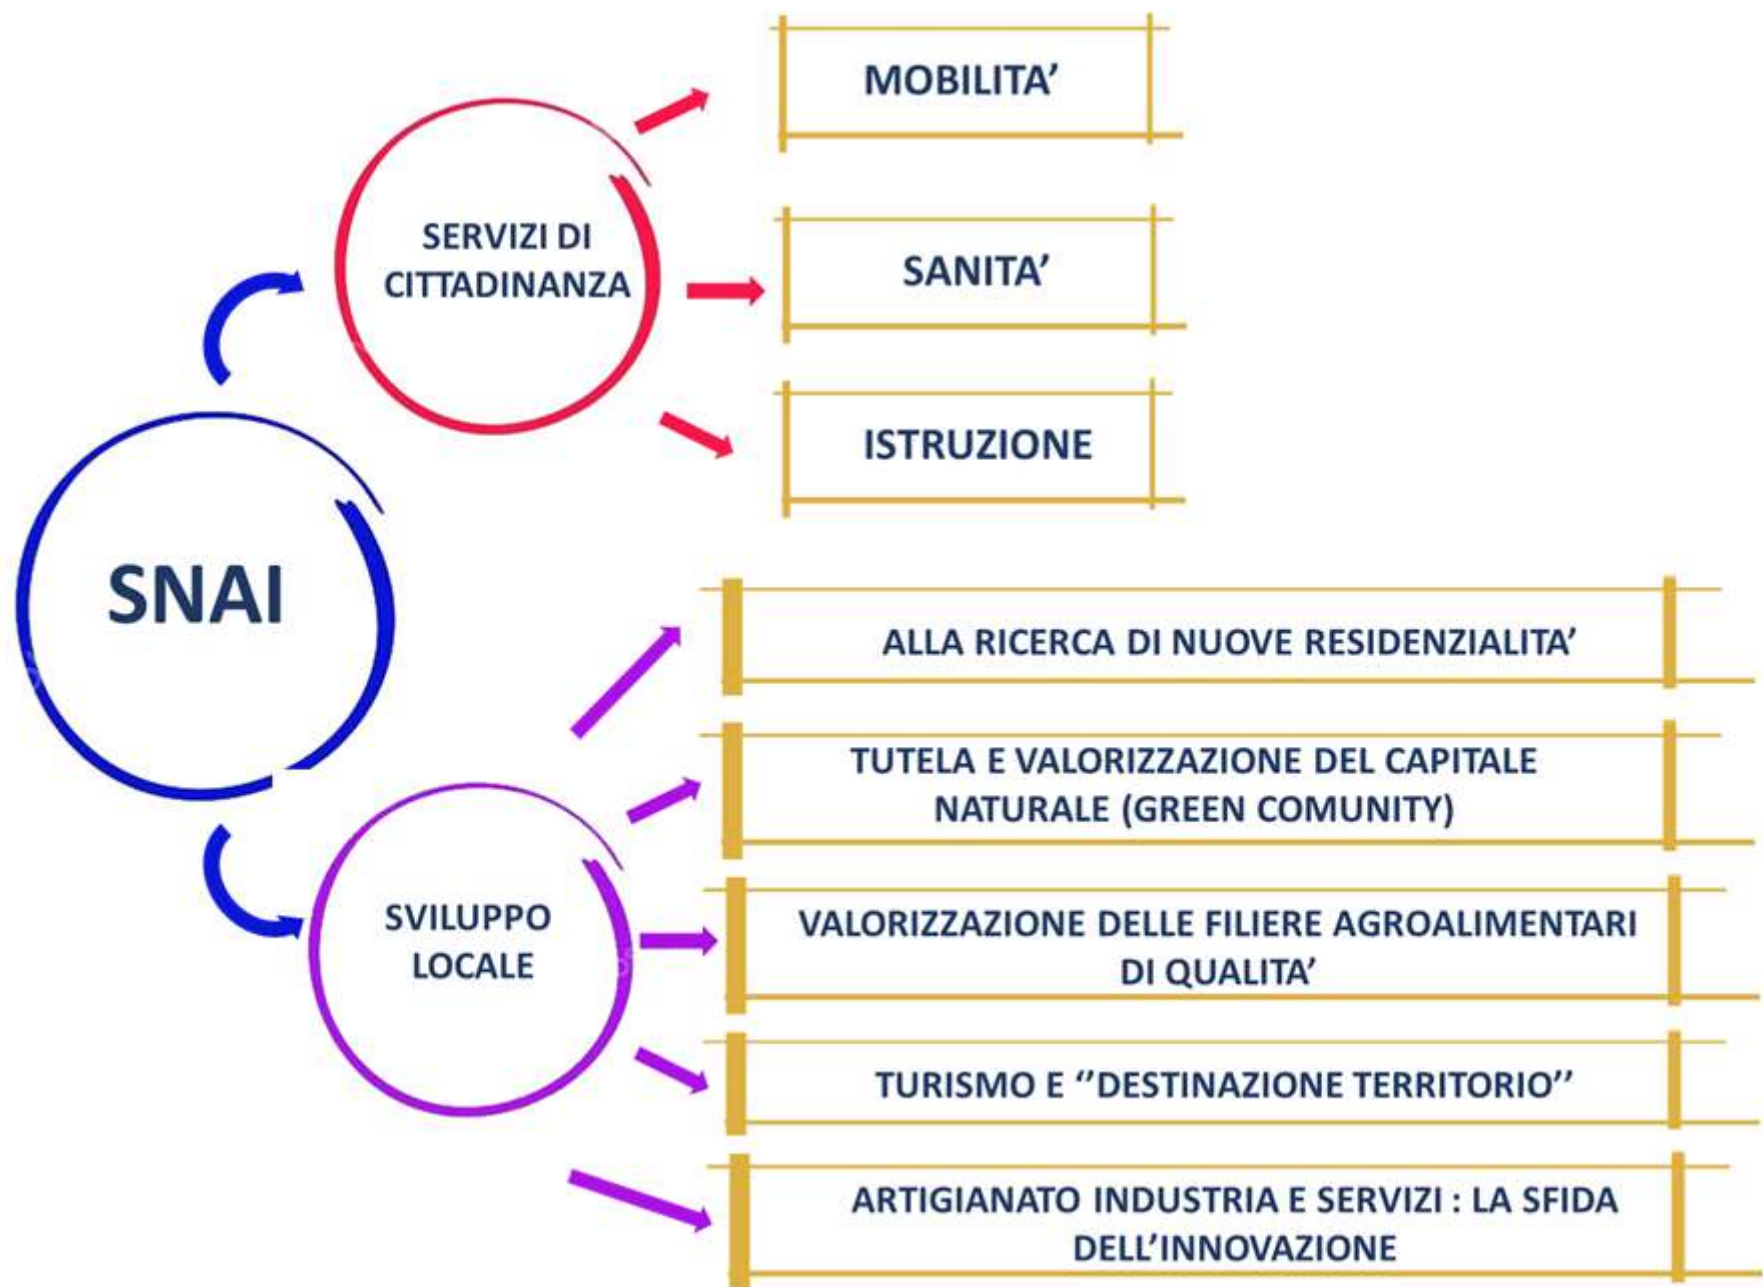 SNAI
SERVIZI DI
CITTADINANZA
MOBILITA’
SANITA’
ISTRUZIONE
SVILUPPO
LOCALE
ALLA RICERCA DI NUOVE RESIDENZIALITA’
TUTELA E VALORIZZAZIONE DEL CAPITALE
NATURALE (GREEN COMUNITY)
VALORIZZAZIONE DELLE FILIERE AGROALIMENTARI
DI QUALITA’
TURISMO E ‘’DESTINAZIONE TERRITORIO’’
ARTIGIANATO INDUSTRIA E SERVIZI : LA SFIDA
DELL’INNOVAZIONE